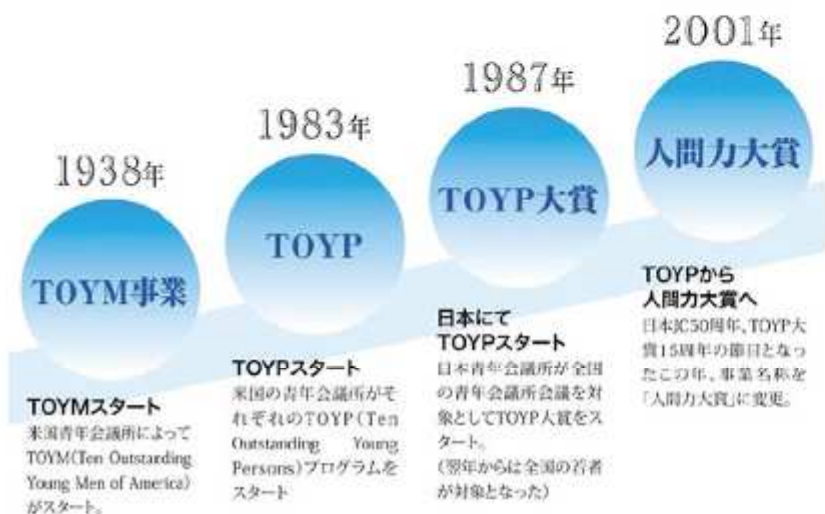 1938年
TOYM事業
TOYMスタート
米国青年会議所によって
TOYM(Ten Outstanding
Young Men of America)
がスタート。
1983年
TOYP
TOYPスタート
米国の青年会議所がそ
れぞれのTOYP(Ten
Outstanding Young
Persons)プログラムを
スタート
1987年
TOYP大賞
日本にて
TOYPスタート
日本青年会議所が全国
の青年会議所会議を対
象としてTOYP大賞をス
タート。
(翌年からは全国の若者
が対象となった)
2001年
人間力大賞
TOYPから
人間力大賞へ
日本JC50周年、TOYP大
賞15周年の節目となっ
たこの年、事業名称を
「人間力大賞」に変更。